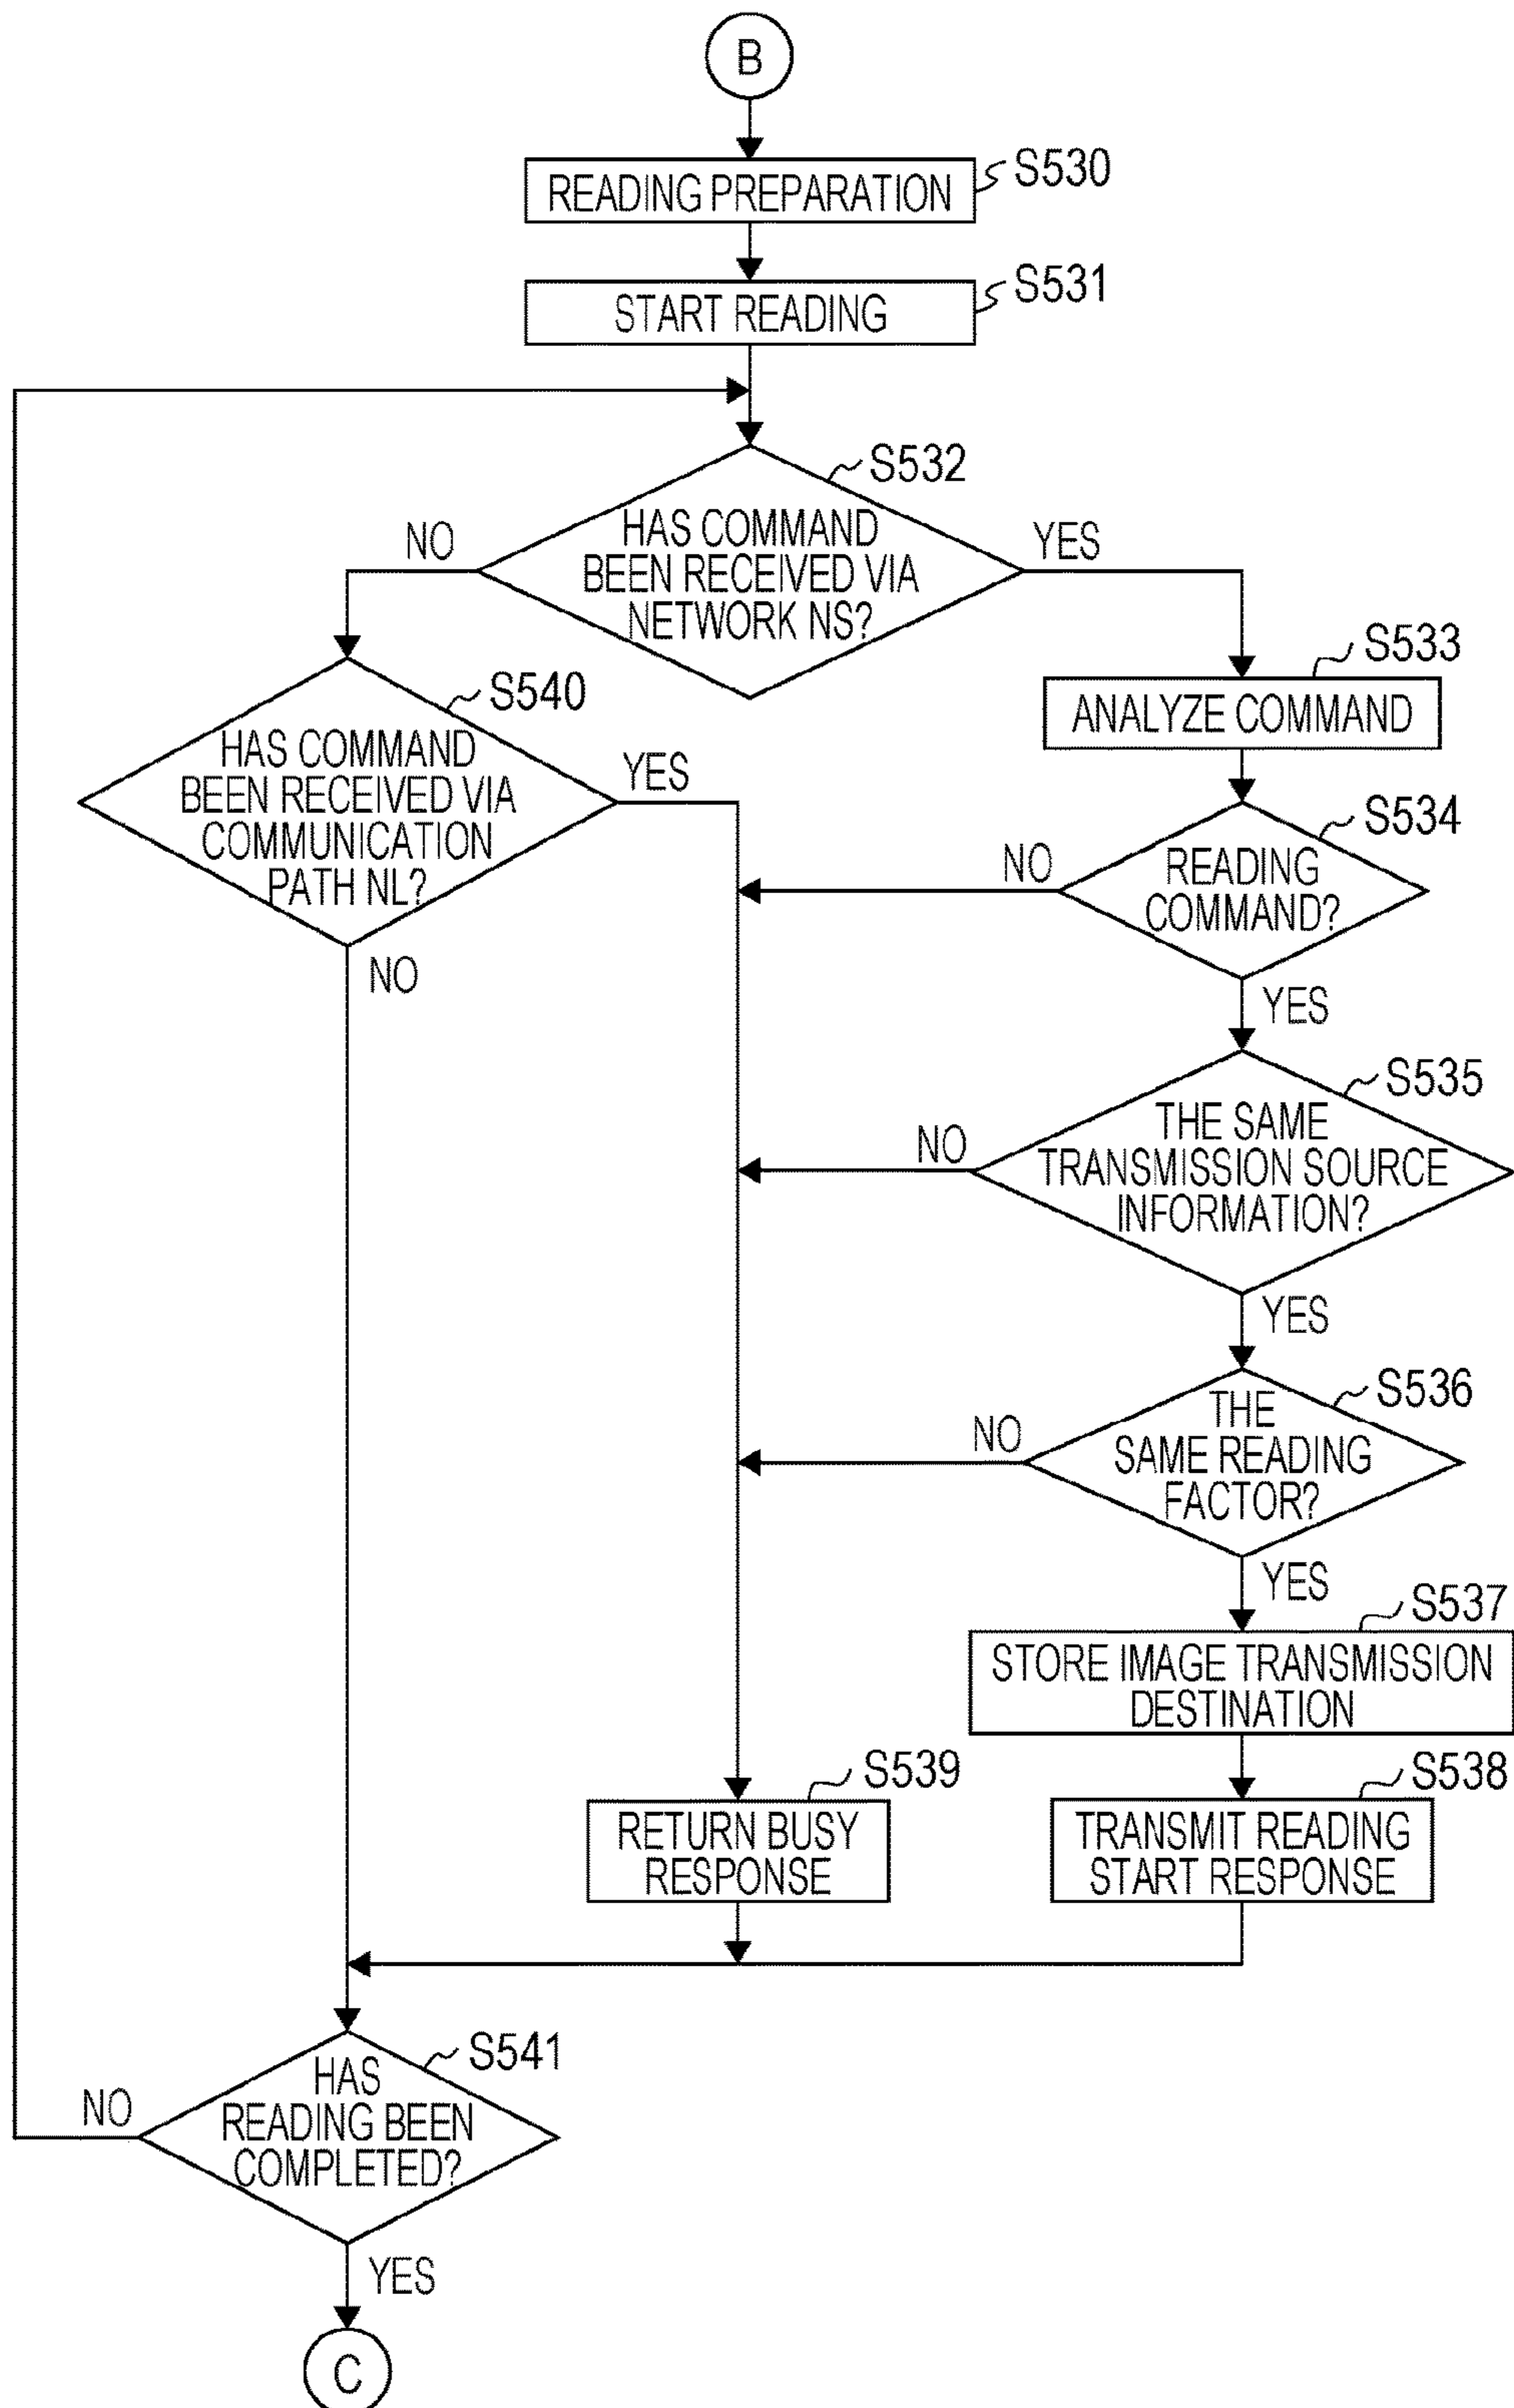 B
READING PREPARATION
S530
START READING
S531
S532
HAS COMMAND
BEEN RECEIVED VIA
NETWORK NS?
NO
YES
S533
ANALYZE COMMAND
S540
HAS COMMAND
BEEN RECEIVED VIA
COMMUNICATION
PATH NL?
YES
NO
S534
READING
COMMAND?
NO
YES
S535
THE SAME
TRANSMISSION SOURCE
INFORMATION?
NO
YES
S536
THE
SAME READING
FACTOR?
NO
YES
S537
STORE IMAGE TRANSMISSION
DESTINATION
S539
RETURN BUSY
RESPONSE
S538
TRANSMIT READING
START RESPONSE
S541
HAS
READING BEEN
COMPLETED?
NO
YES
C